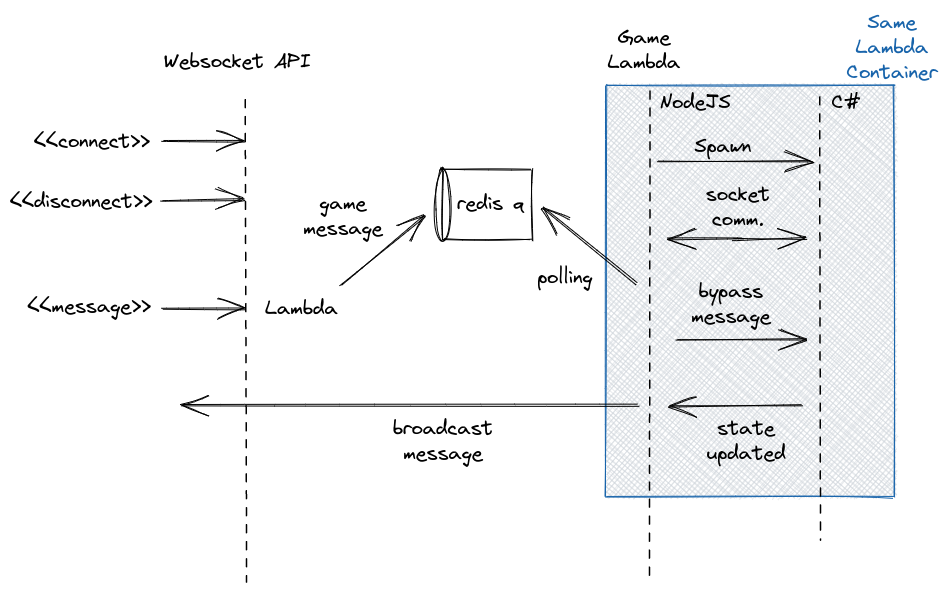 Same
Lambda
Container
Game
Lambda
Websocket API
NodeJS
C#
<<connect>>
Spawn
<<disconnect>>
game
message
redis q
socket
comm.
polling
<<message>>
Lambda
bypass
message
broadcast
message
state
updated